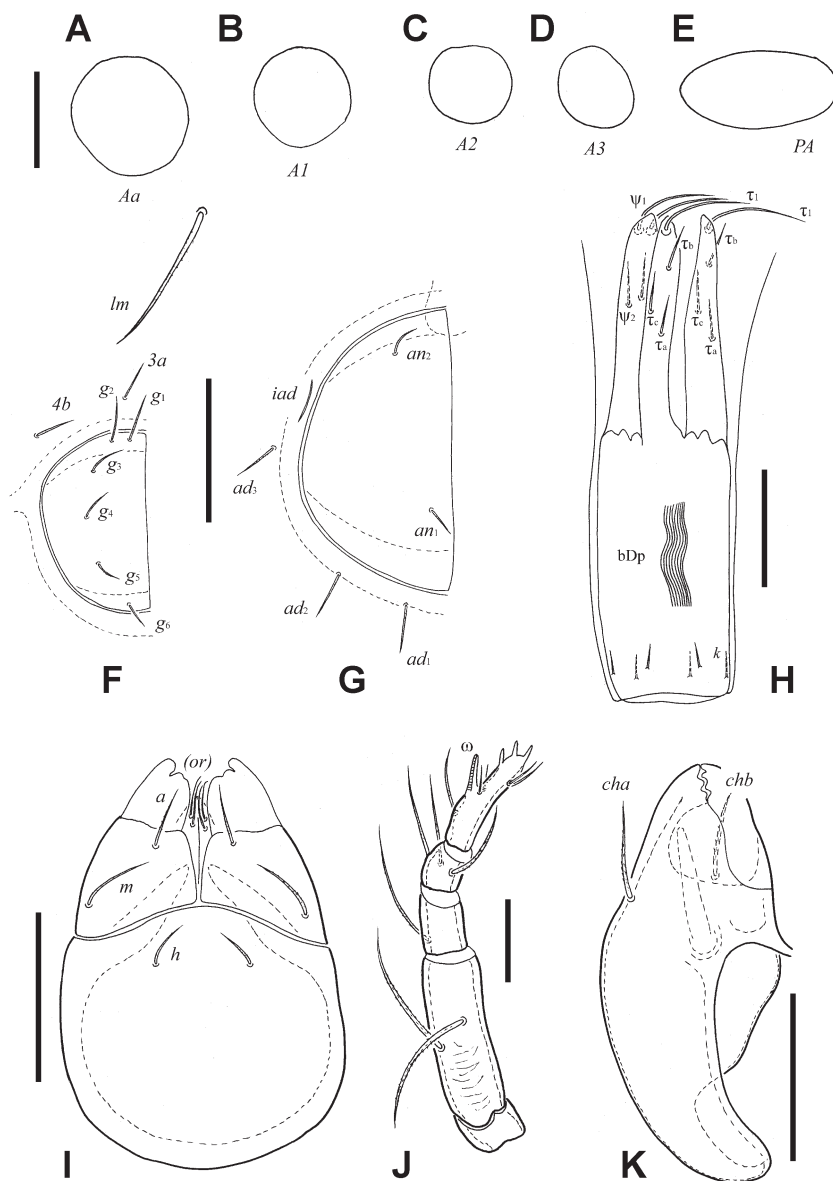 A
B
C
D
E
Aa
A1
A2
A3
PA
lm
3a
g2
g1
4b
g3
g4
g5
g6
F
an2
iad
ad3
an1
ad2
ad1
G
ψ1
τ1
τ1
τb
τb
ψ2
τc
τc
τa
τa
bDp
k
H
(or)
a
m
h
I
ω
J
cha
chb
K